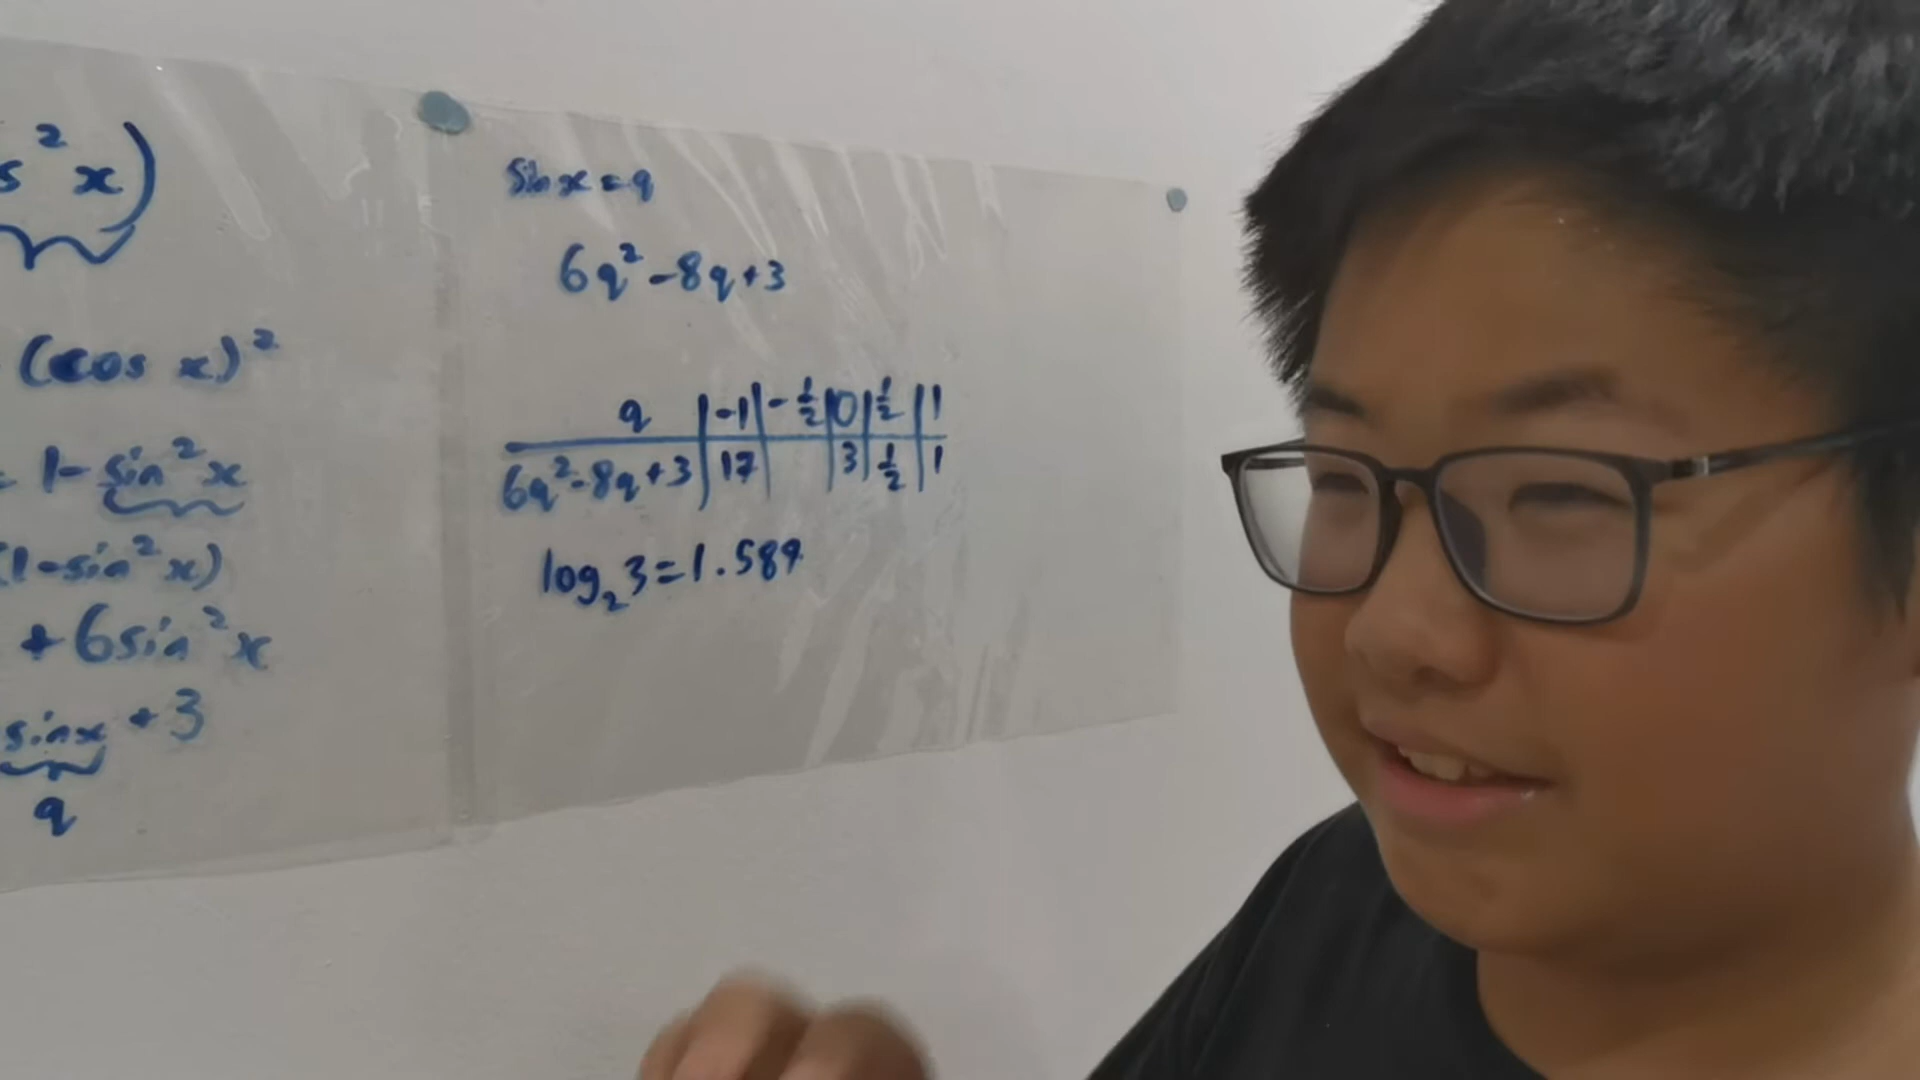 s²x)
(cos x)²
= 1-sin²x
(1-sin²x)
+6sin²x
sinx + 3
q
sin x = q
6q²-8q+3
q | -1 | -½ | 0 | ½ | 1
6q²-8q+3 | 17 | | 3 | ½ | 1
log₂3=1.589